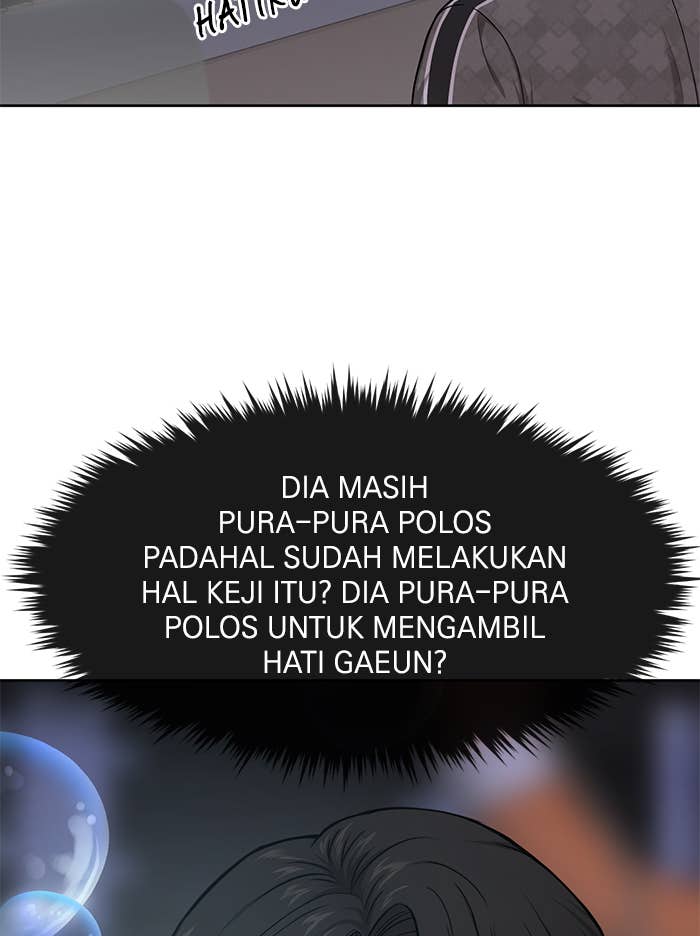 DIA MASIH
PURA-PURA POLOS
PADAHAL SUDAH MELAKUKAN
HAL KEJI ITU? DIA PURA-PURA
POLOS UNTUK MENGAMBIL
HATI GAEUN?